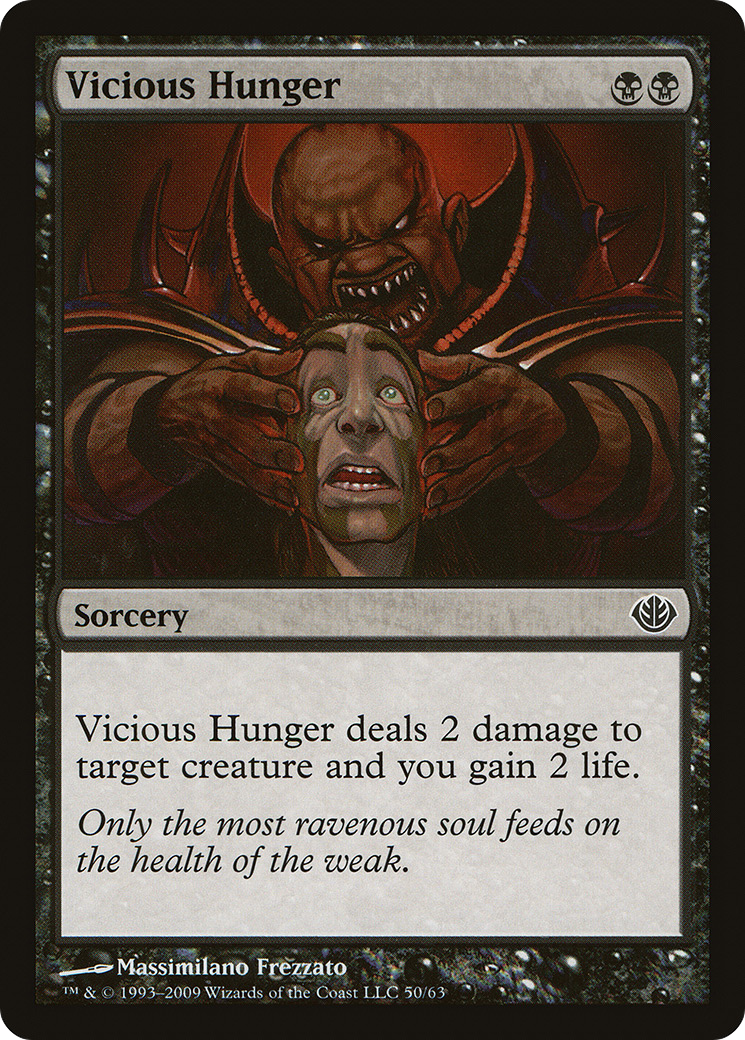 Vicious Hunger
Sorcery
Vicious Hunger deals 2 damage to
target creature and you gain 2 life.
Only the most ravenous soul feeds on
the health of the weak.
Massimilano Frezzato
™ & © 1993–2009 Wizards of the Coast LLC 50/63